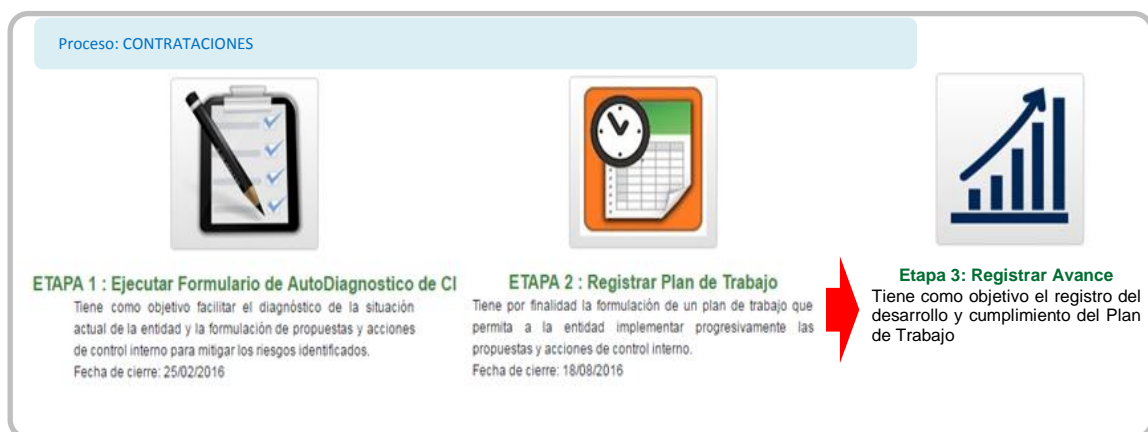 Proceso: CONTRATACIONES
ETAPA 1 : Ejecutar Formulario de AutoDiagnostico de CI
Tiene como objetivo facilitar el diagnóstico de la situación
actual de la entidad y la formulación de propuestas y acciones
de control interno para mitigar los riesgos identificados.
Fecha de cierre: 25/02/2016
ETAPA 2 : Registrar Plan de Trabajo
Tiene por finalidad la formulación de un plan de trabajo que
permita a la entidad implementar progresivamente las
propuestas y acciones de control interno.
Fecha de cierre: 18/08/2016
Etapa 3: Registrar Avance
Tiene como objetivo el registro del
desarrollo y cumplimiento del Plan
de Trabajo